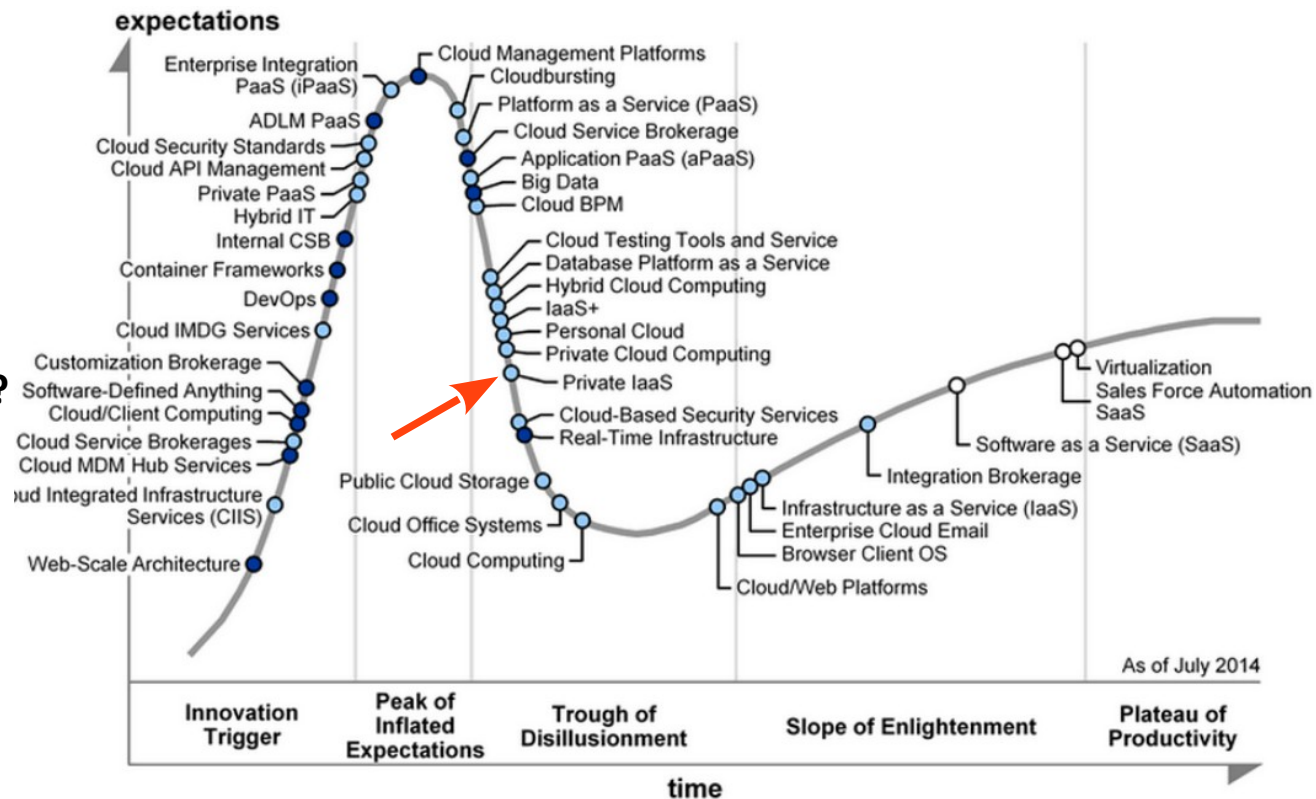 expectations
Cloud Management Platforms
Enterprise Integration
PaaS (iPaaS)
Cloudbursting
Platform as a Service (PaaS)
ADLM PaaS
Cloud Service Brokerage
Cloud Security Standards
Application PaaS (aPaaS)
Cloud API Management
Big Data
Private PaaS
Cloud BPM
Hybrid IT
Internal CSB
Cloud Testing Tools and Service
Database Platform as a Service
Container Frameworks
Hybrid Cloud Computing
DevOps
IaaS+
Cloud IMDG Services
Personal Cloud
Private Cloud Computing
Customization Brokerage
Virtualization
?
Software-Defined Anything
Private IaaS
Sales Force Automation
SaaS
Cloud/Client Computing
Cloud-Based Security Services
Cloud Service Brokerages
Real-Time Infrastructure
Software as a Service (SaaS)
Cloud MDM Hub Services
Integration Brokerage
Public Cloud Storage
oud Integrated Infrastructure
Services (CIIS)
Infrastructure as a Service (IaaS)
Cloud Office Systems
Enterprise Cloud Email
Browser Client OS
Cloud Computing
Web-Scale Architecture
Cloud/Web Platforms
As of July 2014
Innovation
Trigger
Peak of
Inflated
Expectations
Trough of
Disillusionment
Slope of Enlightenment
Plateau of
Productivity
time